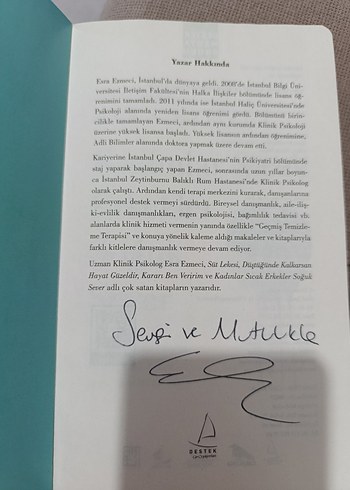 Yazar Hakkında
Esra Ezmeci, İstanbul'da dünyaya geldi. 2008'de İstanbul Bilgi Üni-
versitesi İletişim Fakültesi'nin Halka İlişkiler bölümünde lisans öğ-
renimini tamamladı. 2011 yılında ise İstanbul Haliç Üniversitesi'nde
Psikoloji alanında yeniden lisans öğrenimi gördü. Bölümünü birin-
cilikle tamamlayan Ezmeci, ardından aynı kurumda Klinik Psikoloji
üzerine yüksek lisansa başladı. Yüksek lisansın ardından öğrenimine,
Adli Bilimler alanında doktora yapmak üzere devam etti.
Kariyerine İstanbul Çapa Devlet Hastanesi'nin Psikiyatri bölümünde
staj yaparak başlangıç yapan Ezmeci, sonrasında uzun yıllar boyun-
ca İstanbul Zeytinburnu Balıklı Rum Hastanesi'nde Klinik Psikolog
olarak çalıştı. Ardından kendi terapi merkezini kurarak, danışanlarına
profesyonel destek vermeyi sürdürdü. Bireysel danışmanlık, aile-iliş-
ki-evlilik danışmanlıkları, ergen psikolojisi, bağımlılık tedavisi vb.
alanlarda klinik hizmeti vermenin yanında özellikle "Geçmiş Temizle-
me Terapisi" ve konuya yönelik kaleme aldığı makaleler ve kitaplarıyla
farklı kitlelere danışmanlık vermeye devam ediyor.
Uzman Klinik Psikolog Esra Ezmeci, Süt Lekesi, Düştüğünde Kalkarsan
Hayat Güzeldir, Kararı Ben Veririm ve Kadınlar Sıcak Erkekler Soğuk
Sever adlı çok satan kitapların yazarıdır.
Sevgi ve Mutlulukla
DESTEK